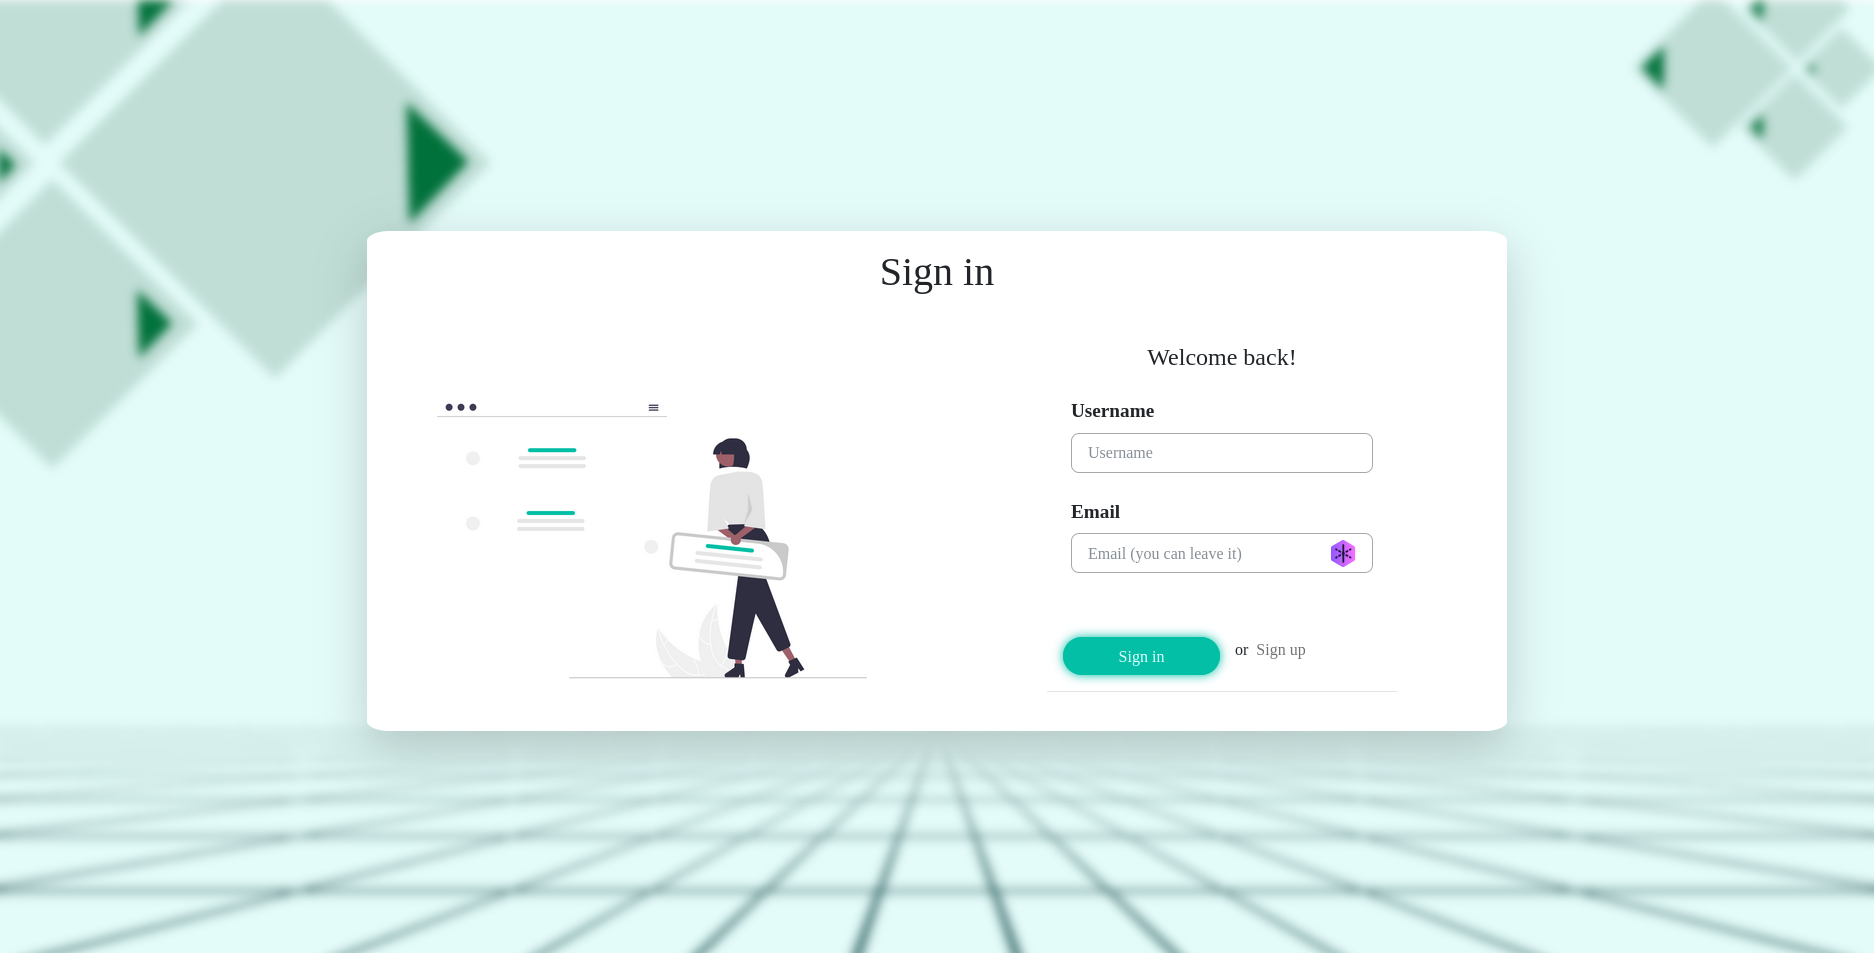 Sign in
Welcome back!
Username
Username
Email
Email (you can leave it)
Sign in or Sign up